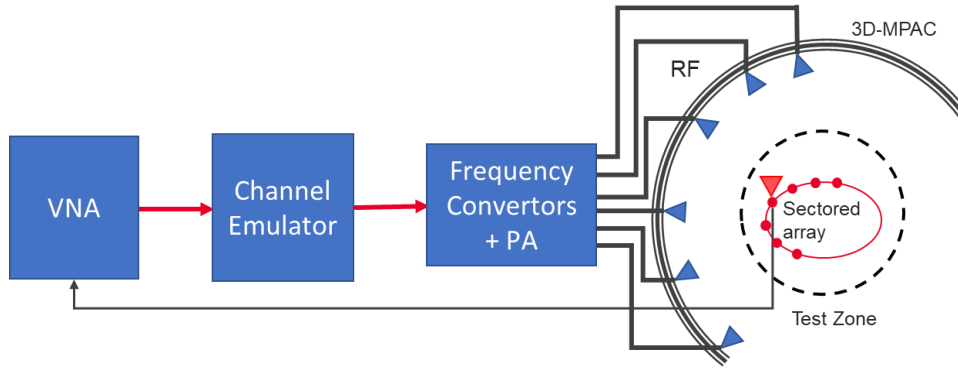 3D-MPAC
RF
VNA
Channel
Emulator
Frequency
Convertors
+ PA
Sectored
array
Test Zone